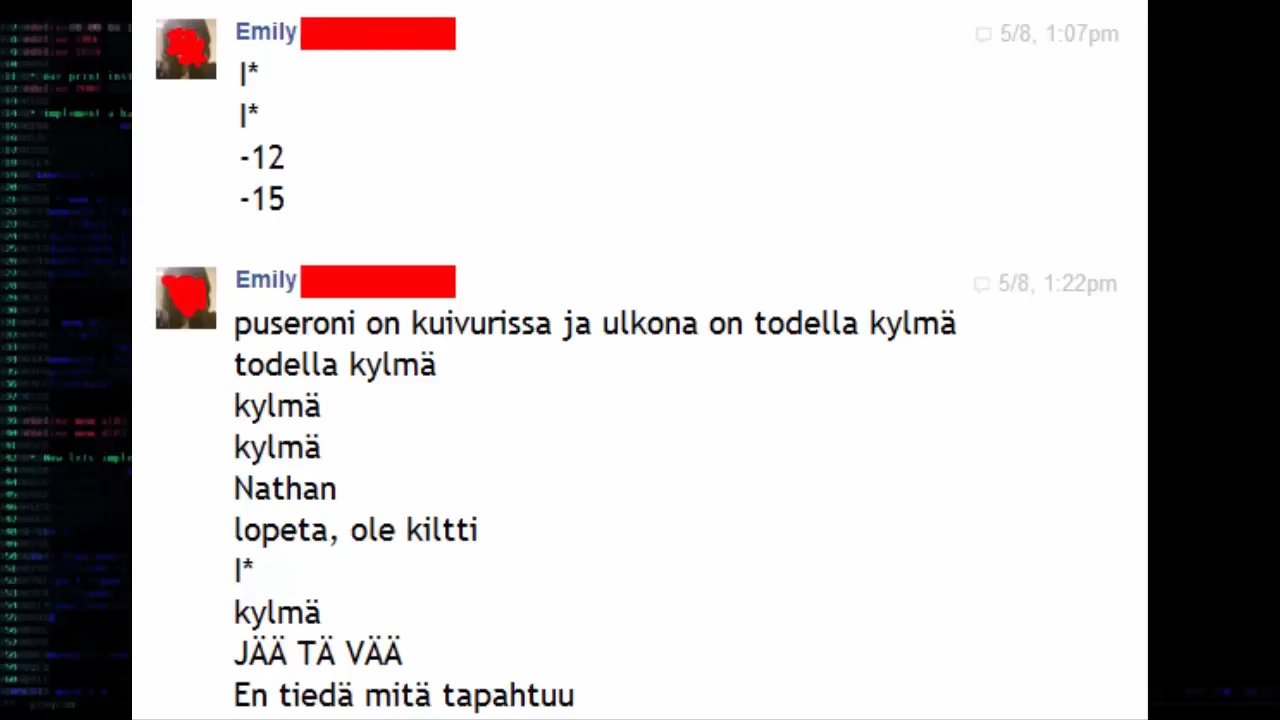 Emily
5/8, 1:07pm
|*
|*
-12
-15
Emily
5/8, 1:22pm
puseroni on kuivurissa ja ulkona on todella kylmä
todella kylmä
kylmä
kylmä
Nathan
lopeta, ole kiltti
|*
kylmä
JÄÄ TÄ VÄÄ
En tiedä mitä tapahtuu